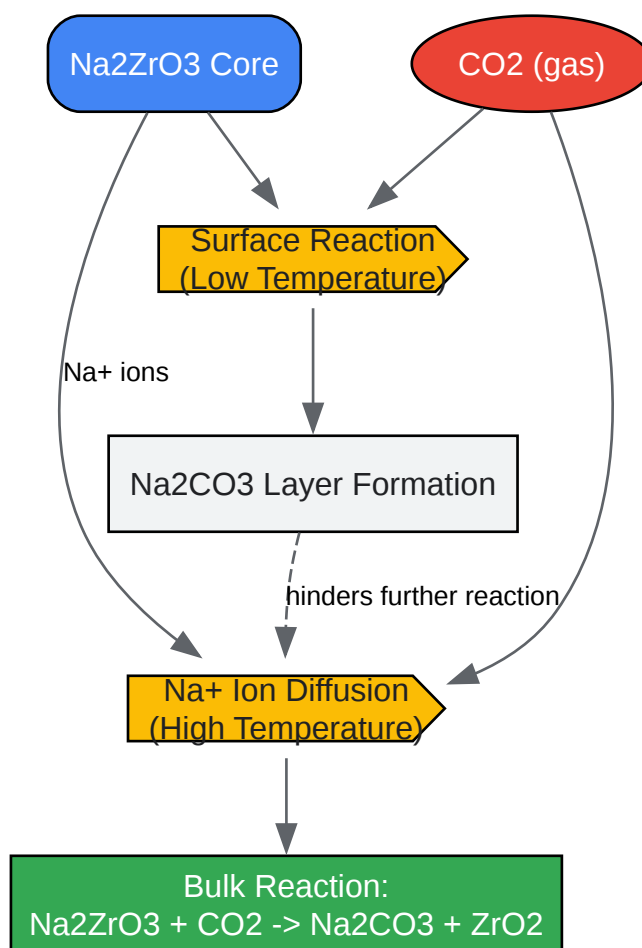 Na2ZrO3 Core
CO2 (gas)
Surface Reaction
(Low Temperature)
Na+ ions
Na2CO3 Layer Formation
hinders further reaction
Na+ Ion Diffusion
(High Temperature)
Bulk Reaction:
Na2ZrO3 + CO2 -> Na2CO3 + ZrO2